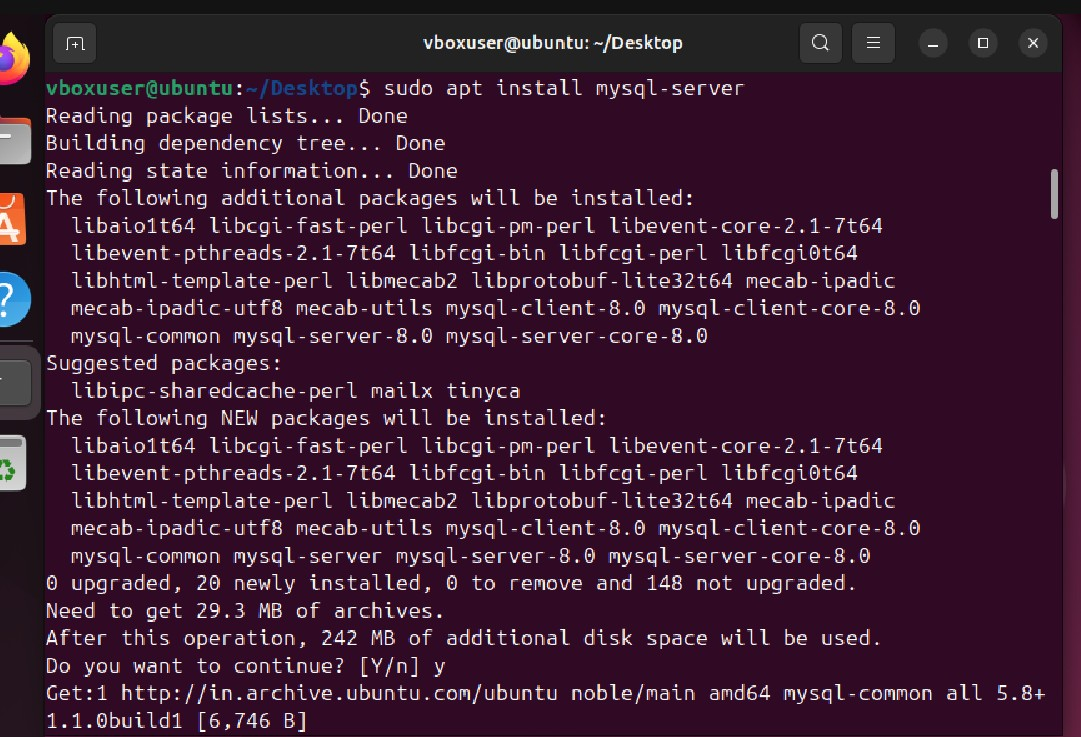 vboxuser@ubuntu: ~/Desktop
vboxuser@ubuntu:~/Desktop$ sudo apt install mysql-server
Reading package lists... Done
Building dependency tree... Done
Reading state information... Done
The following additional packages will be installed:
  libaio1t64 libcgi-fast-perl libcgi-pm-perl libevent-core-2.1-7t64
  libevent-pthreads-2.1-7t64 libfcgi-bin libfcgi-perl libfcgi0t64
  libhtml-template-perl libmecab2 libprotobuf-lite32t64 mecab-ipadic
  mecab-ipadic-utf8 mecab-utils mysql-client-8.0 mysql-client-core-8.0
  mysql-common mysql-server-8.0 mysql-server-core-8.0
Suggested packages:
  libipc-sharedcache-perl mailx tinyca
The following NEW packages will be installed:
  libaio1t64 libcgi-fast-perl libcgi-pm-perl libevent-core-2.1-7t64
  libevent-pthreads-2.1-7t64 libfcgi-bin libfcgi-perl libfcgi0t64
  libhtml-template-perl libmecab2 libprotobuf-lite32t64 mecab-ipadic
  mecab-ipadic-utf8 mecab-utils mysql-client-8.0 mysql-client-core-8.0
  mysql-common mysql-server mysql-server-8.0 mysql-server-core-8.0
0 upgraded, 20 newly installed, 0 to remove and 148 not upgraded.
Need to get 29.3 MB of archives.
After this operation, 242 MB of additional disk space will be used.
Do you want to continue? [Y/n] y
Get:1 http://in.archive.ubuntu.com/ubuntu noble/main amd64 mysql-common all 5.8+
1.1.0build1 [6,746 B]